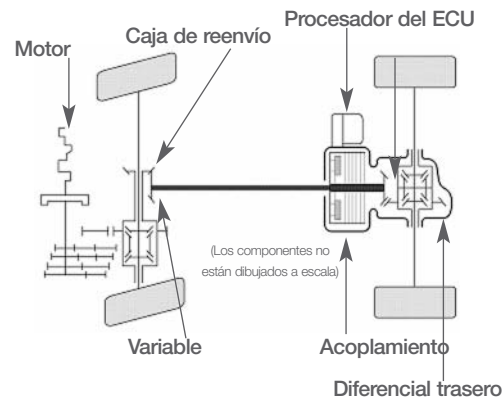 Procesador del ECU
Caja de reenvío
Motor
(Los componentes no
están dibujados a escala)
Variable
Acoplamiento
Diferencial trasero